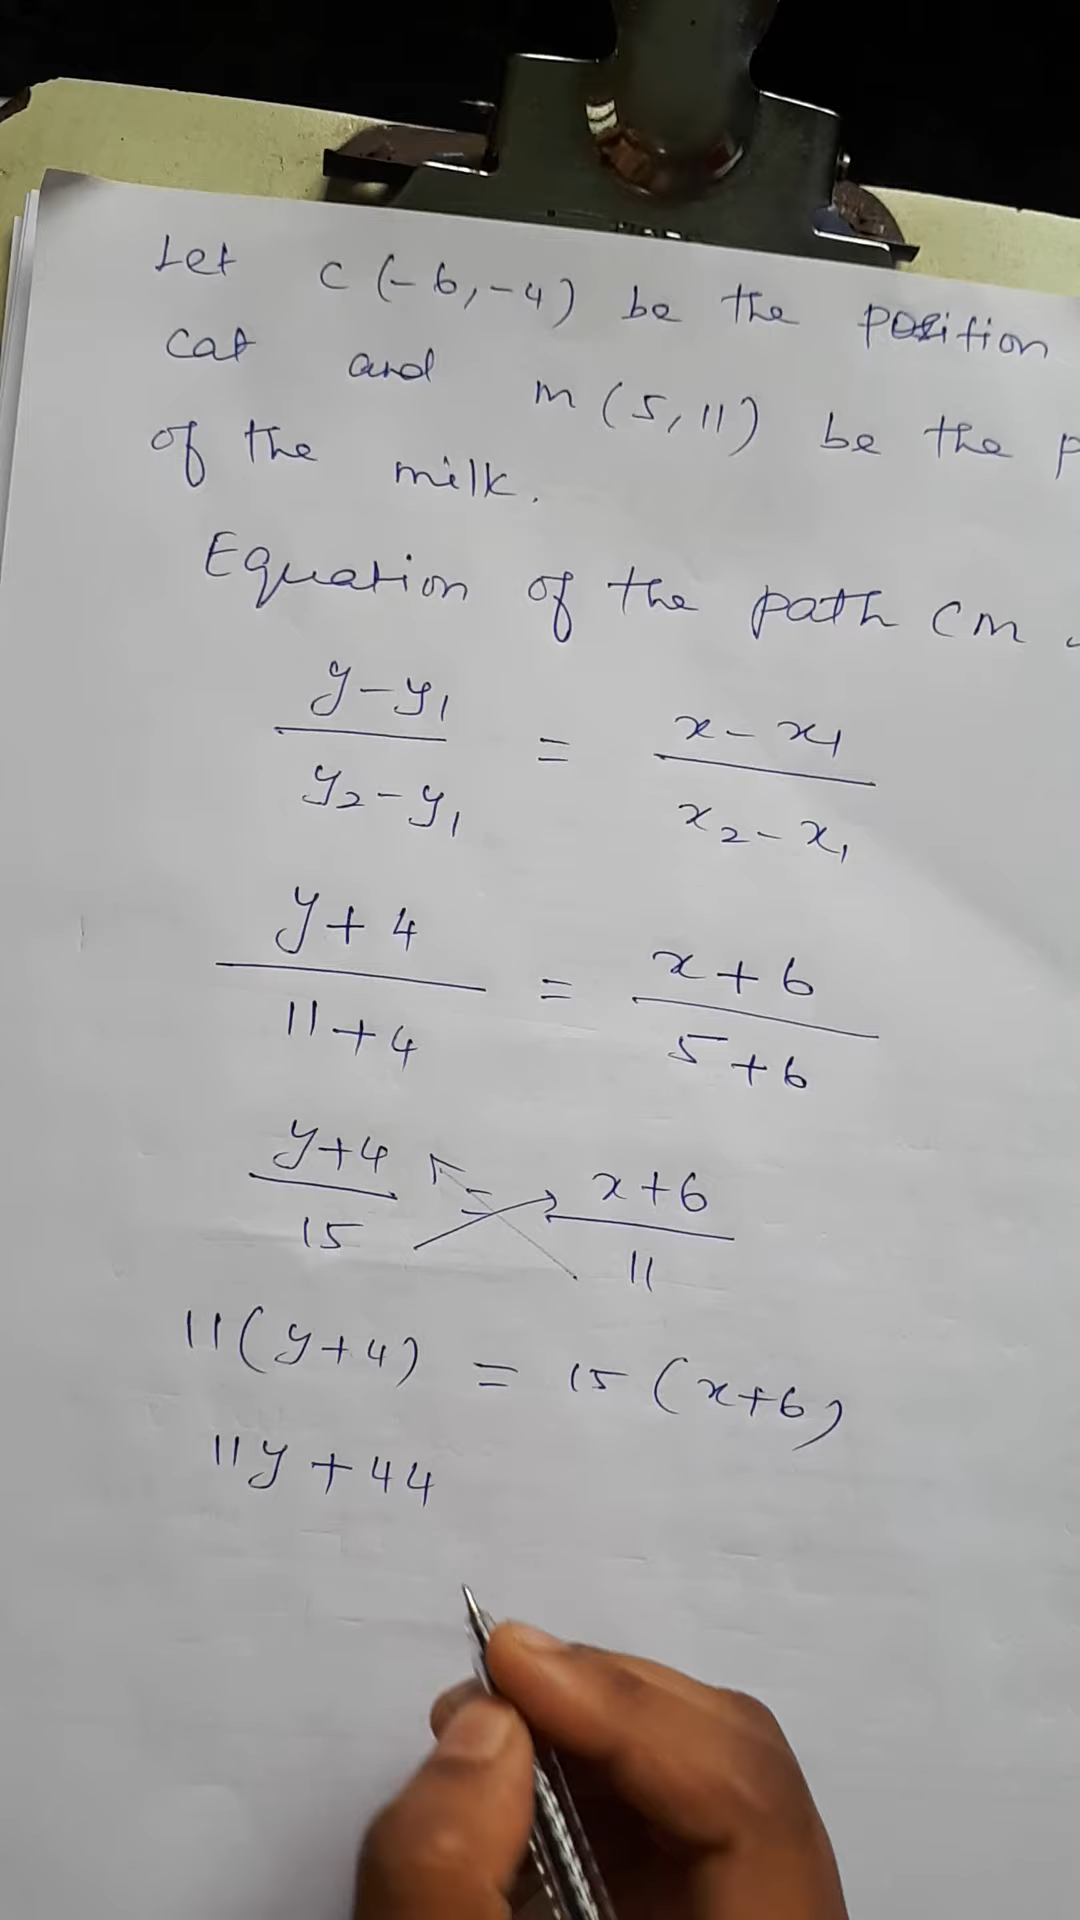 Let C (-6, -4) be the position
cat and m (5, 11) be the
of the milk.
Equation of the path cm
y - y₁ / y₂ - y₁ = x - x₁ / x₂ - x₁
y + 4 / 11 + 4 = x + 6 / 5 + 6
y + 4 / 15 = x + 6 / 11
11 (y + 4) = 15 (x + 6)
11y + 44